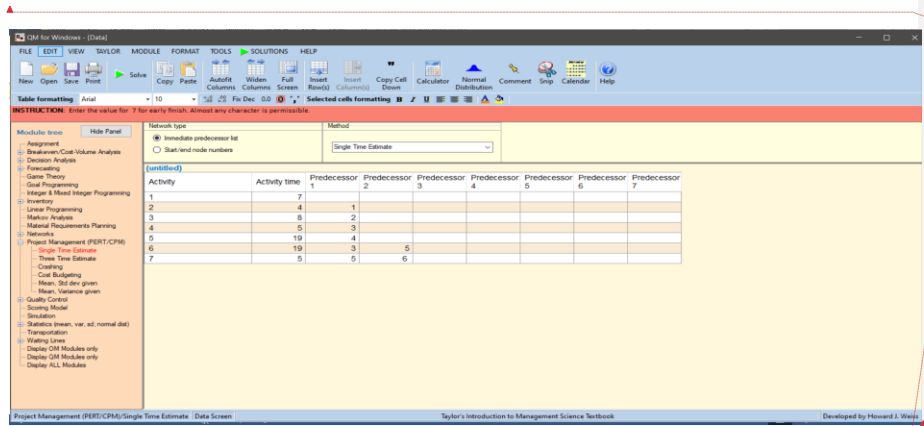 QM for Windows - [Data]
FILE EDIT VIEW TAYLOR MODULE FORMAT TOOLS SOLUTIONS HELP
New Open Save Print Solve Copy Paste Autofit Columns Widen Columns Full Screen Insert Row(s) Insert Column(s) Copy Cell Down Calculator Normal Distribution Comment Snip Calendar Help
Table formatting Arial 10 Fix Dec 0.0 Selected cells formatting B I U
INSTRUCTION: Enter the value for 7 for early finish. Almost any character is permissible.
Module tree
Hide Panel
Assignment
Breakeven/Cost-Volume Analysis
Decision Analysis
Forecasting
Game Theory
Goal Programming
Integer & Mixed Integer Programming
Inventory
Linear Programming
Markov Analysis
Material Requirements Planning
Networks
Project Management (PERT/CPM)
Single Time Estimate
Three Time Estimate
Crashing
Cost Budgeting
Mean, Std dev given
Mean, Variance given
Quality Control
Scoring Model
Simulation
Statistics (mean, var, sd; normal dist)
Transportation
Waiting Lines
Display OM Modules only
Display QM Modules only
Display ALL Modules
Network type
Immediate predecessor list
Start/end node numbers
Method
Single Time Estimate
(untitled)
Activity Activity time Predecessor 1 Predecessor 2 Predecessor 3 Predecessor 4 Predecessor 5 Predecessor 6 Predecessor 7
1 7
2 4 1
3 8 2
4 5 3
5 19 4
6 19 3 5
7 5 5 6
Project Management (PERT/CPM)/Single Time Estimate Data Screen Taylor's Introduction to Management Science Textbook Developed by Howard J. Weiss